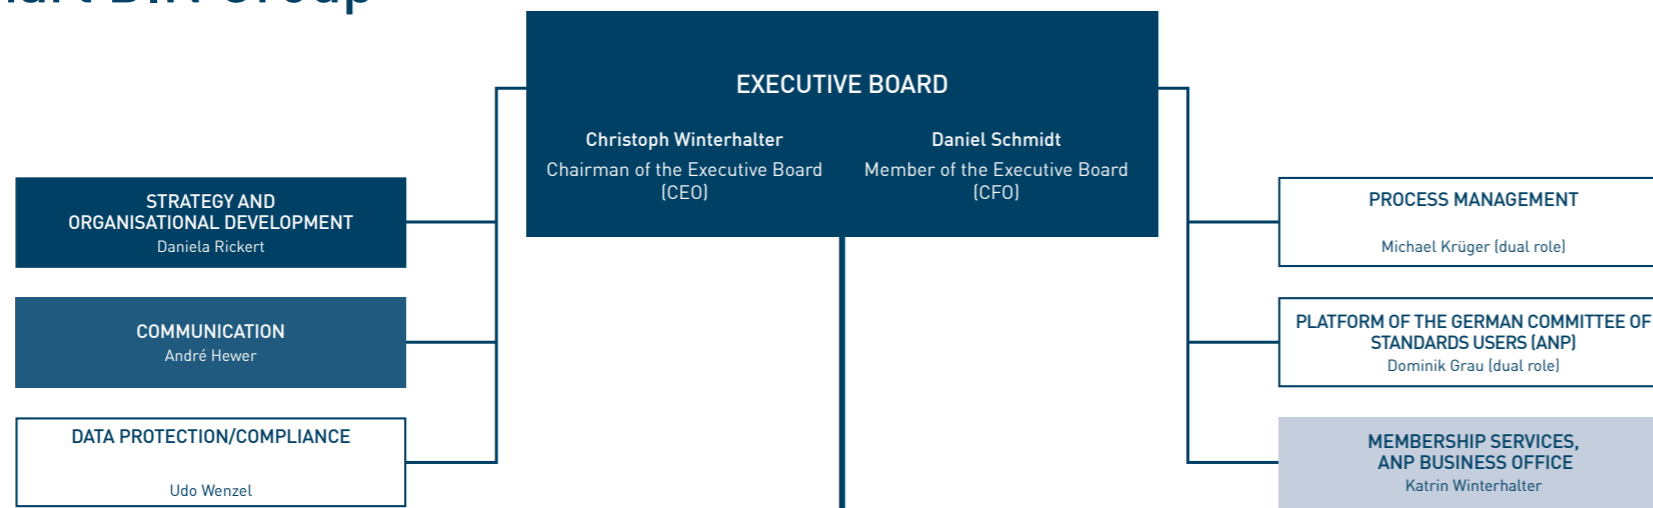 DIN Group
EXECUTIVE BOARD
Christoph Winterhalter
Chairman of the Executive Board
(CEO)
Daniel Schmidt
Member of the Executive Board
(CFO)
STRATEGY AND
ORGANISATIONAL DEVELOPMENT
Daniela Rickert
COMMUNICATION
André Hewer
DATA PROTECTION/COMPLIANCE
Udo Wenzel
PROCESS MANAGEMENT
Michael Krüger (dual role)
PLATFORM OF THE GERMAN COMMITTEE OF
STANDARDS USERS (ANP)
Dominik Grau (dual role)
MEMBERSHIP SERVICES,
ANP BUSINESS OFFICE
Katrin Winterhalter